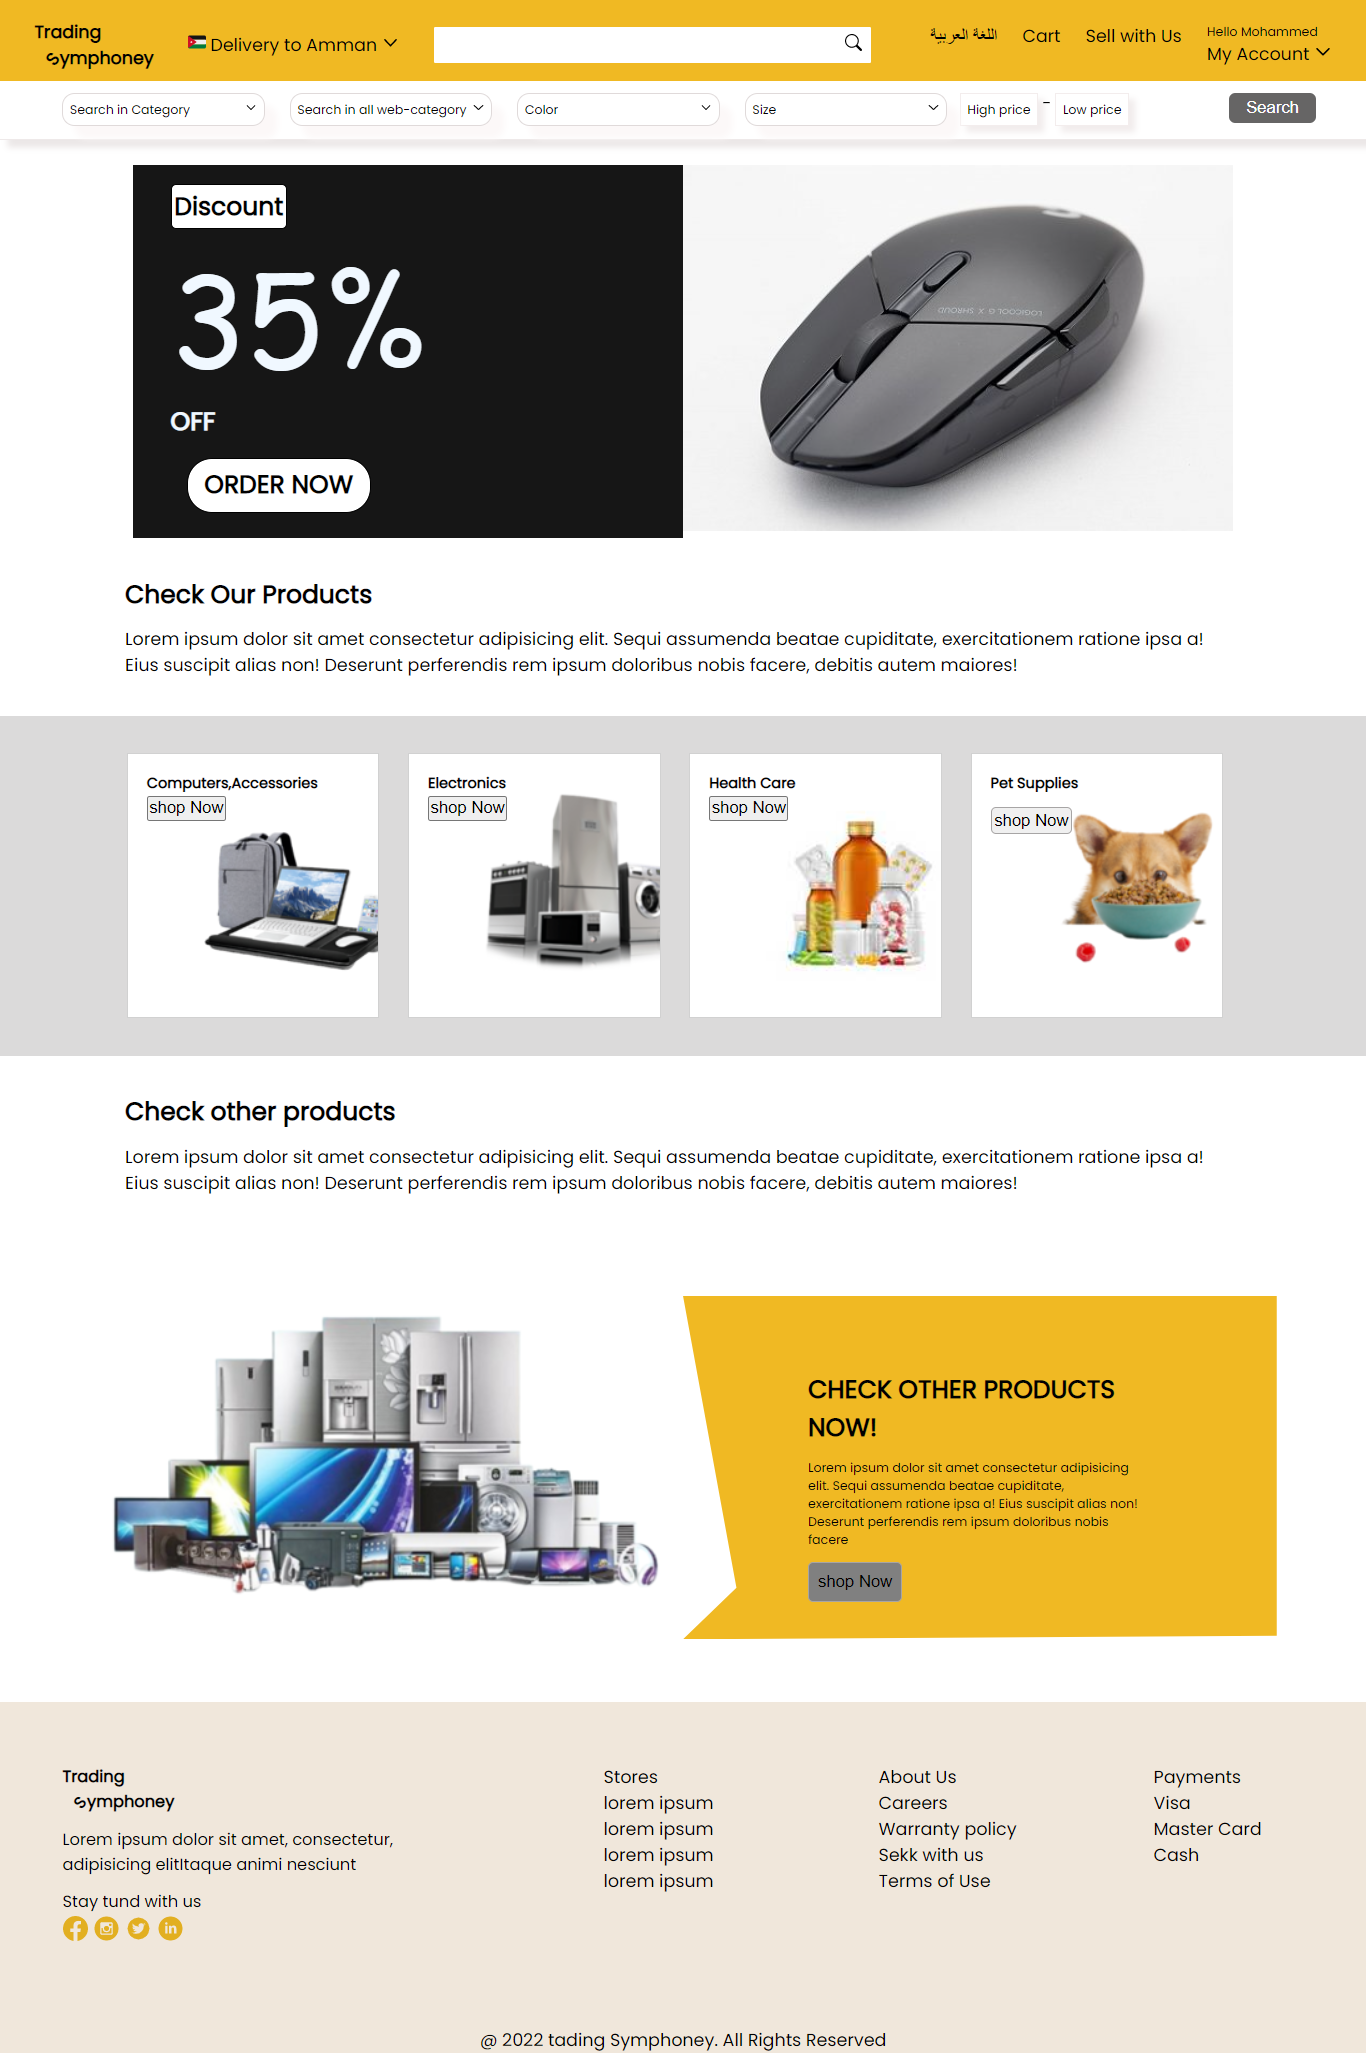 Trading
Symphoney
Delivery to Amman
اللغة العربية
Cart
Sell with Us
Hello Mohammed
My Account
Search in Category
Search in all web-category
Color
Size
High price
-
Low price
Search
Discount
35%
OFF
ORDER NOW
LOGICOOL G X SHROUD
Check Our Products
Lorem ipsum dolor sit amet consectetur adipisicing elit. Sequi assumenda beatae cupiditate, exercitationem ratione ipsa a!
Eius suscipit alias non! Deserunt perferendis rem ipsum doloribus nobis facere, debitis autem maiores!
Computers,Accessories
shop Now
Electronics
shop Now
Health Care
shop Now
Pet Supplies
shop Now
Check other products
Lorem ipsum dolor sit amet consectetur adipisicing elit. Sequi assumenda beatae cupiditate, exercitationem ratione ipsa a!
Eius suscipit alias non! Deserunt perferendis rem ipsum doloribus nobis facere, debitis autem maiores!
CHECK OTHER PRODUCTS
NOW!
Lorem ipsum dolor sit amet consectetur adipisicing
elit. Sequi assumenda beatae cupiditate,
exercitationem ratione ipsa a! Eius suscipit alias non!
Deserunt perferendis rem ipsum doloribus nobis
facere
shop Now
Trading
Symphoney
Lorem ipsum dolor sit amet, consectetur,
adipisicing elitItaque animi nesciunt
Stay tund with us
Stores
lorem ipsum
lorem ipsum
lorem ipsum
lorem ipsum
About Us
Careers
Warranty policy
Sekk with us
Terms of Use
Payments
Visa
Master Card
Cash
@ 2022 tading Symphoney. All Rights Reserved